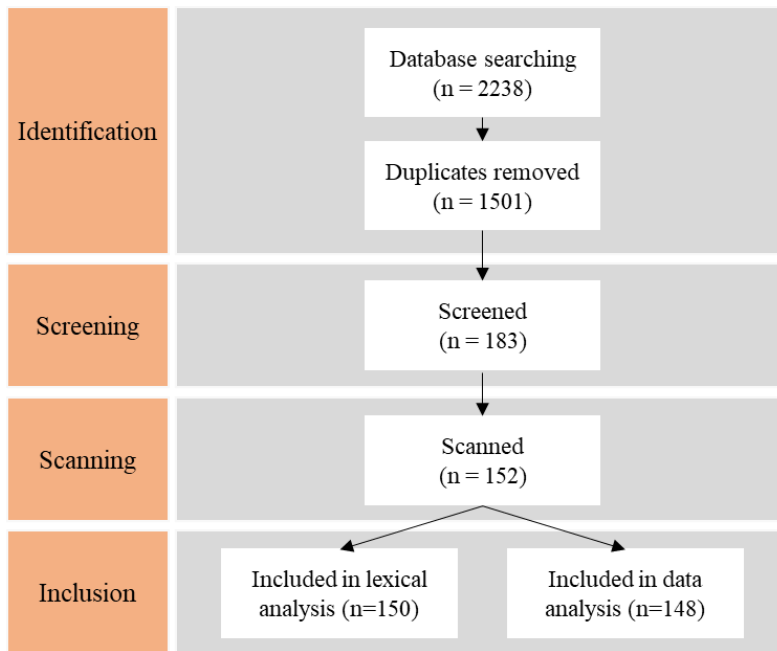 Identification
Database searching
(n = 2238)
Duplicates removed
(n = 1501)
Screening
Screened
(n = 183)
Scanning
Scanned
(n = 152)
Inclusion
Included in lexical
analysis (n=150)
Included in data
analysis (n=148)